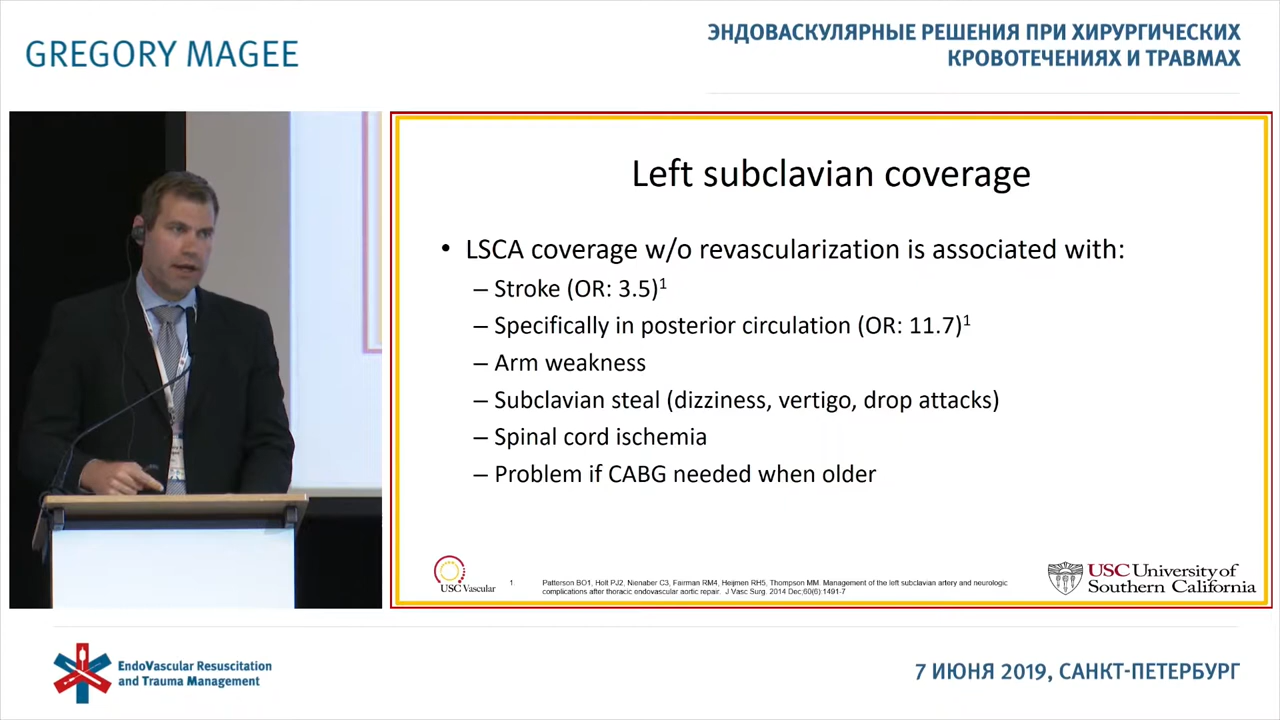 GREGORY MAGEE
ЭНДОВАСКУЛЯРНЫЕ РЕШЕНИЯ ПРИ ХИРУРГИЧЕСКИХ
КРОВОТЕЧЕНИЯХ И ТРАВМАХ
Left subclavian coverage
• LSCA coverage w/o revascularization is associated with:
– Stroke (OR: 3.5)¹
– Specifically in posterior circulation (OR: 11.7)¹
– Arm weakness
– Subclavian steal (dizziness, vertigo, drop attacks)
– Spinal cord ischemia
– Problem if CABG needed when older
USC Vascular
1 Patterson BO1, Holt PJ2, Nienaber C3, Fairman RM4, Heijmen RH5, Thompson MM. Management of the left subclavian artery and neurologic
complications after thoracic endovascular aortic repair. J Vasc Surg. 2014 Dec;60(6):1491-7
USC University of
Southern California
EndoVascular Resuscitation
and Trauma Management
7 ИЮНЯ 2019, САНКТ-ПЕТЕРБУРГ